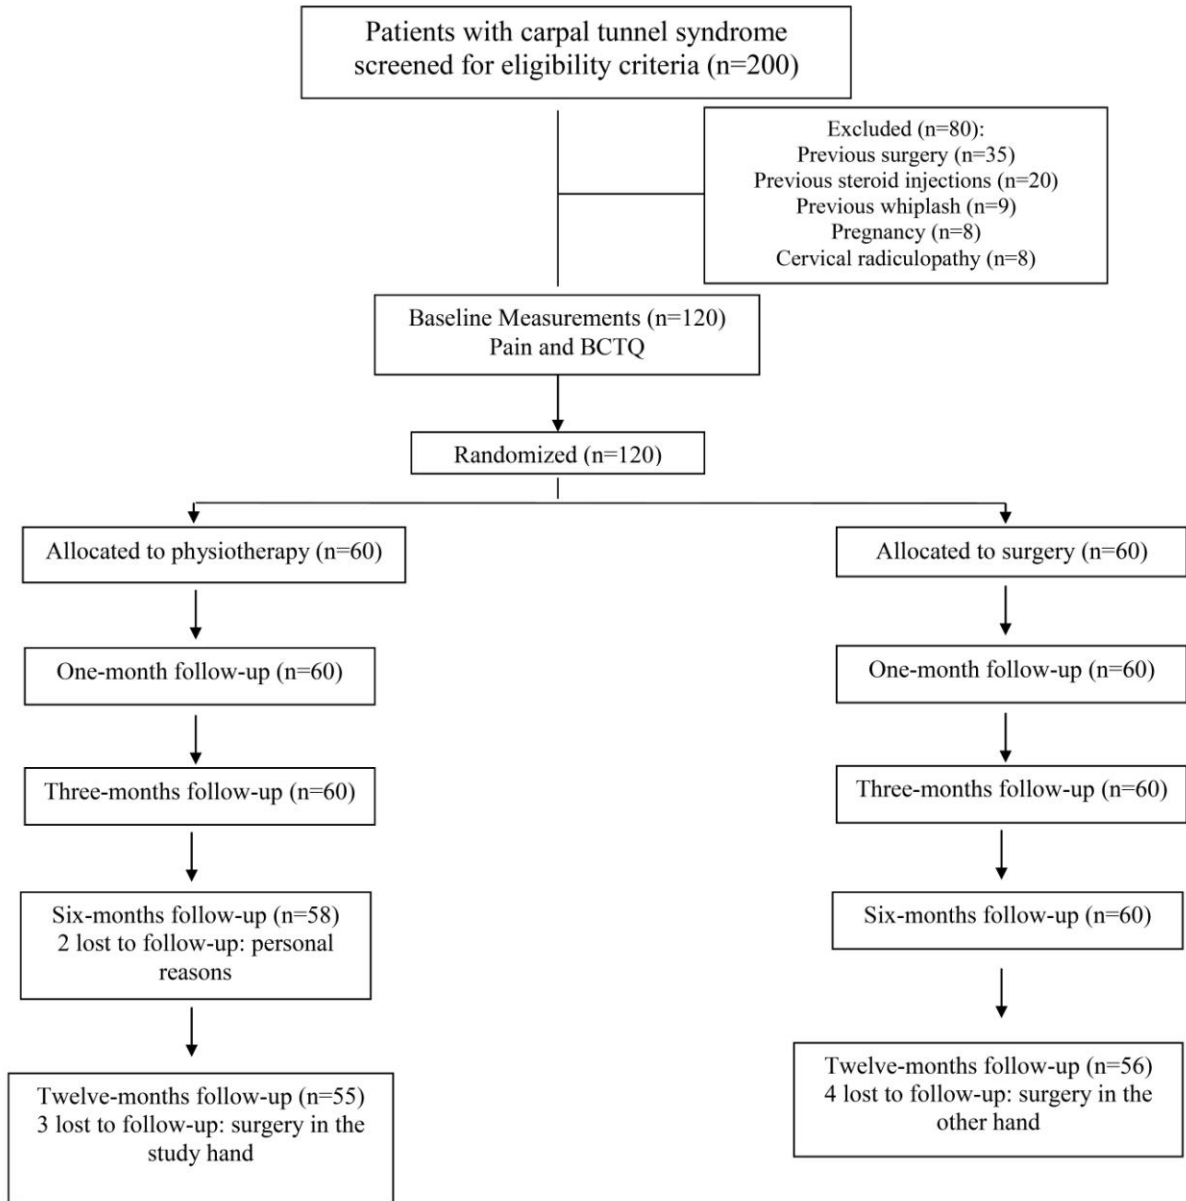 Patients with carpal tunnel syndrome
screened for eligibility criteria (n=200)
Excluded (n=80):
Previous surgery (n=35)
Previous steroid injections (n=20)
Previous whiplash (n=9)
Pregnancy (n=8)
Cervical radiculopathy (n=8)
Baseline Measurements (n=120)
Pain and BCTQ
Randomized (n=120)
Allocated to physiotherapy (n=60)
Allocated to surgery (n=60)
One-month follow-up (n=60)
One-month follow-up (n=60)
Three-months follow-up (n=60)
Three-months follow-up (n=60)
Six-months follow-up (n=58)
2 lost to follow-up: personal
reasons
Six-months follow-up (n=60)
Twelve-months follow-up (n=55)
3 lost to follow-up: surgery in the
study hand
Twelve-months follow-up (n=56)
4 lost to follow-up: surgery in the
other hand